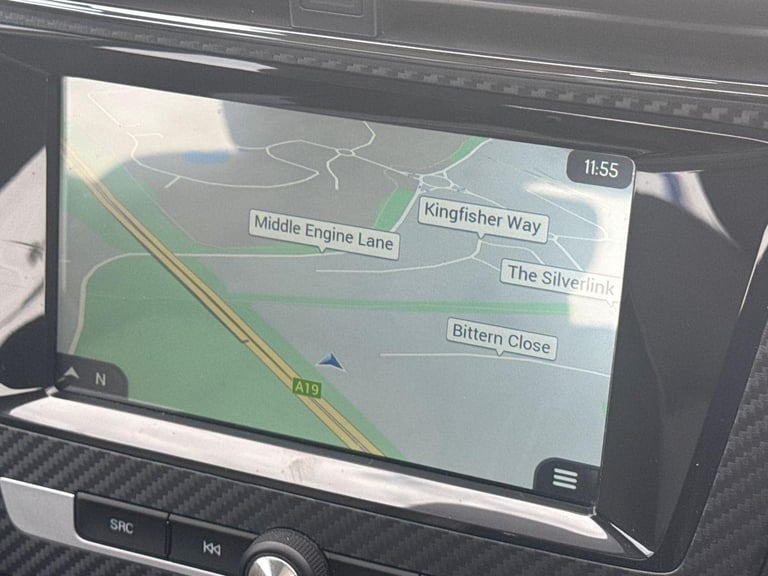 11:55
Kingfisher Way
Middle Engine Lane
The Silverlink
Bittern Close
N
A19
SRC